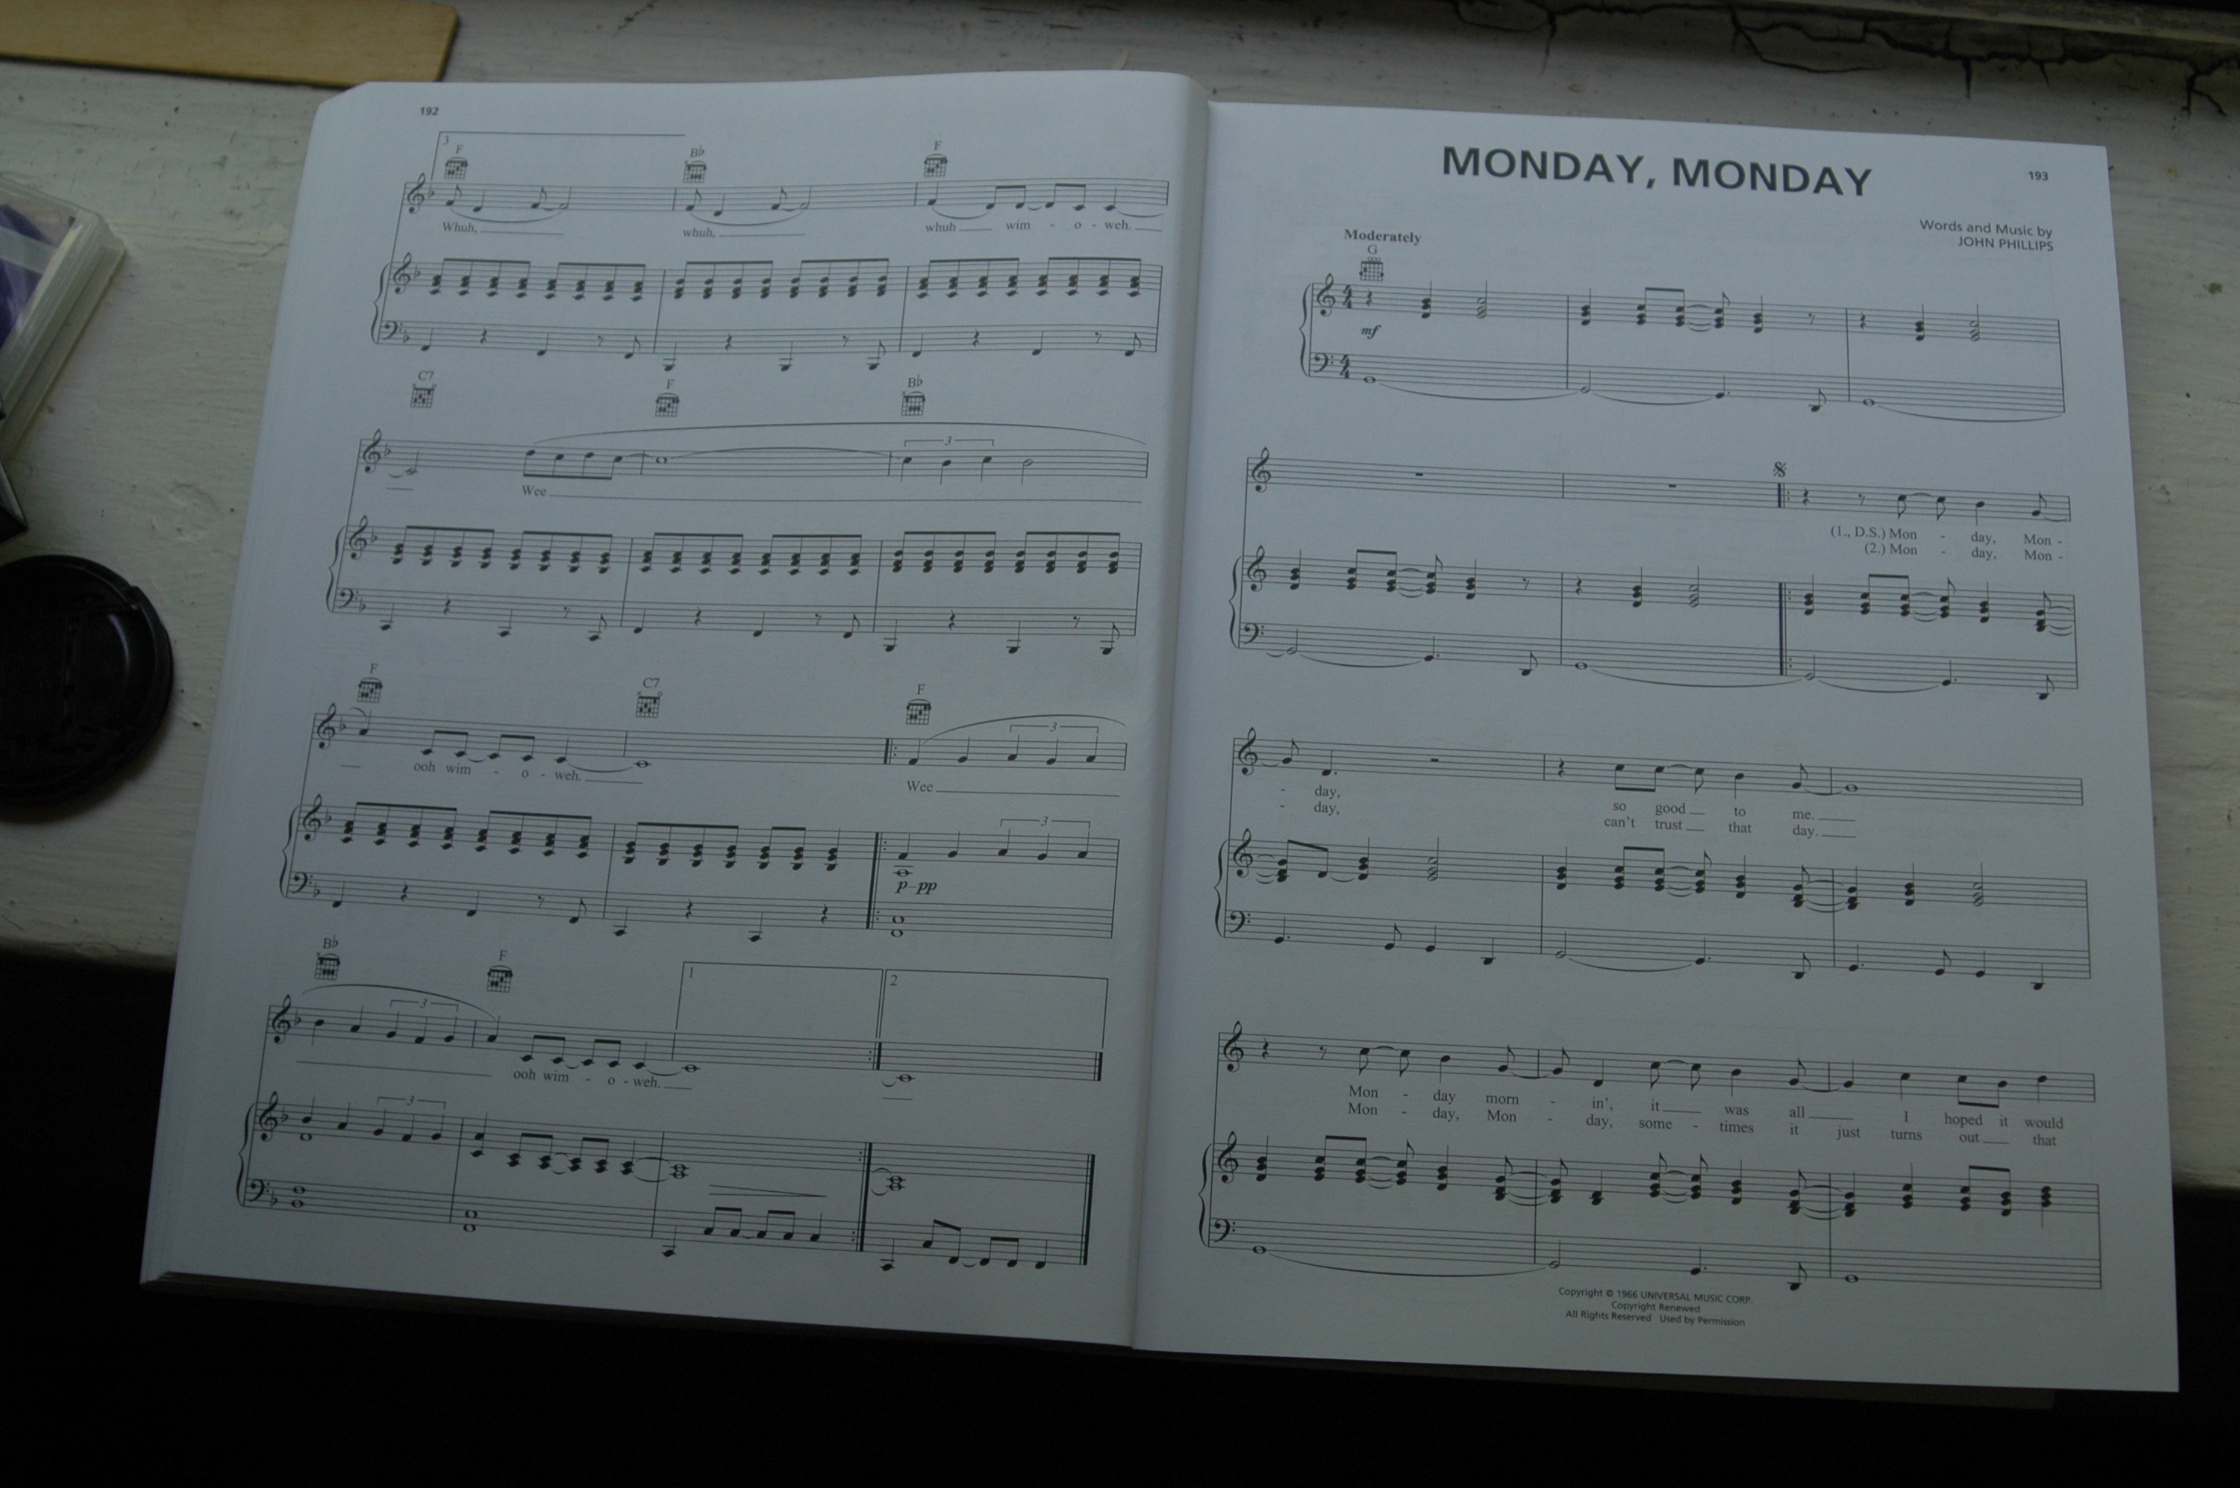 192
3
F B♭ F
Whuh, whuh, whuh wim - o - weh.
C7 F B♭
3
Wee
F C7 F
3
ooh wim - o - weh. Wee
3
p-pp
B♭ F 1 2
3
ooh wim - o - weh.
3
MONDAY, MONDAY
193
Words and Music by
JOHN PHILLIPS
Moderately
G
mf
(1., D.S.) Mon - day, Mon -
(2.) Mon - day, Mon -
- day, so good to me.
- day, can't trust that day.
Mon - day morn - in', it was all I hoped it would
Mon - day, Mon - day, some - times it just turns out that
Copyright © 1966 UNIVERSAL MUSIC CORP.
Copyright Renewed
All Rights Reserved Used by Permission